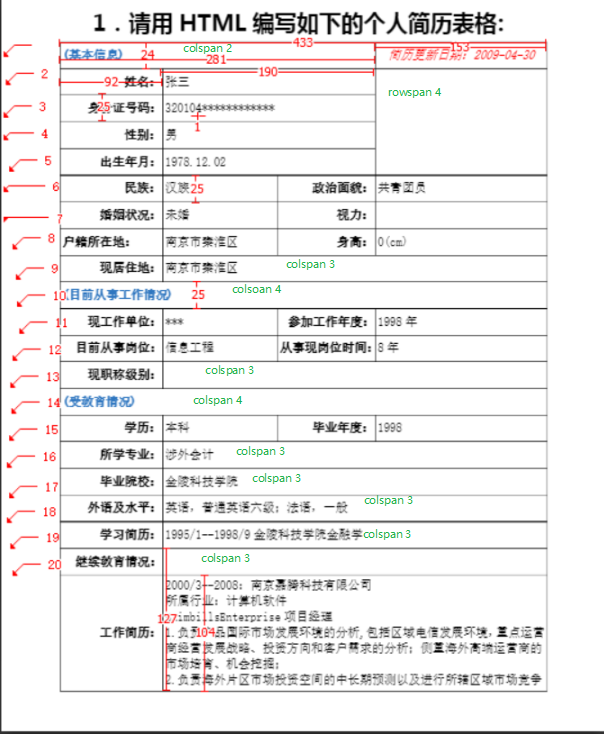 1．请用 HTML 编写如下的个人简历表格:
433
(基本信息) 24 colspan 2 简历更新日期: 2009-04-30 153
281
2 92 姓名: 张三 190 rowspan 4
3 25 320104************
1
4 性别: 男
5 出生年月: 1978.12.02
6 民族: 汉族 25 政治面貌: 共青团员
7 婚姻状况: 未婚 视力:
8 户籍所在地: 南京市秦淮区 身高: 0(cm)
9 现居住地: 南京市秦淮区 colspan 3
10 (目前从事工作情况) 25 colsoan 4
11 现工作单位: *** 参加工作年度: 1998 年
12 目前从事岗位: 信息工程 从事现岗位时间: 8 年
13 现职称级别: colspan 3
14 (受教育情况) colspan 4
15 学历: 本科 毕业年度: 1998
16 所学专业: 涉外会计 colspan 3
17 毕业院校: 金陵科技学院 colspan 3
18 外语及水平: 英语，普通英语六级；法语，一般 colspan 3
19 学习简历: 1995/1--1998/9 金陵科技学院金融学 colspan 3
20 继续教育情况: colspan 3
2000/3--2008: 南京嘉腾科技有限公司
所属行业: 计算机软件
127 Enterprise 项目经理
工作简历: 1.负责 104 品国际市场发展环境的分析,包括区域电信发展环境，重点运营
商经营发展战略、投资方向和客户需求的分析；侧重海外高端运营商的
市场培育、机会挖掘；
2.负责海外片区市场投资空间的中长期预测以及进行所辖区域市场竞争